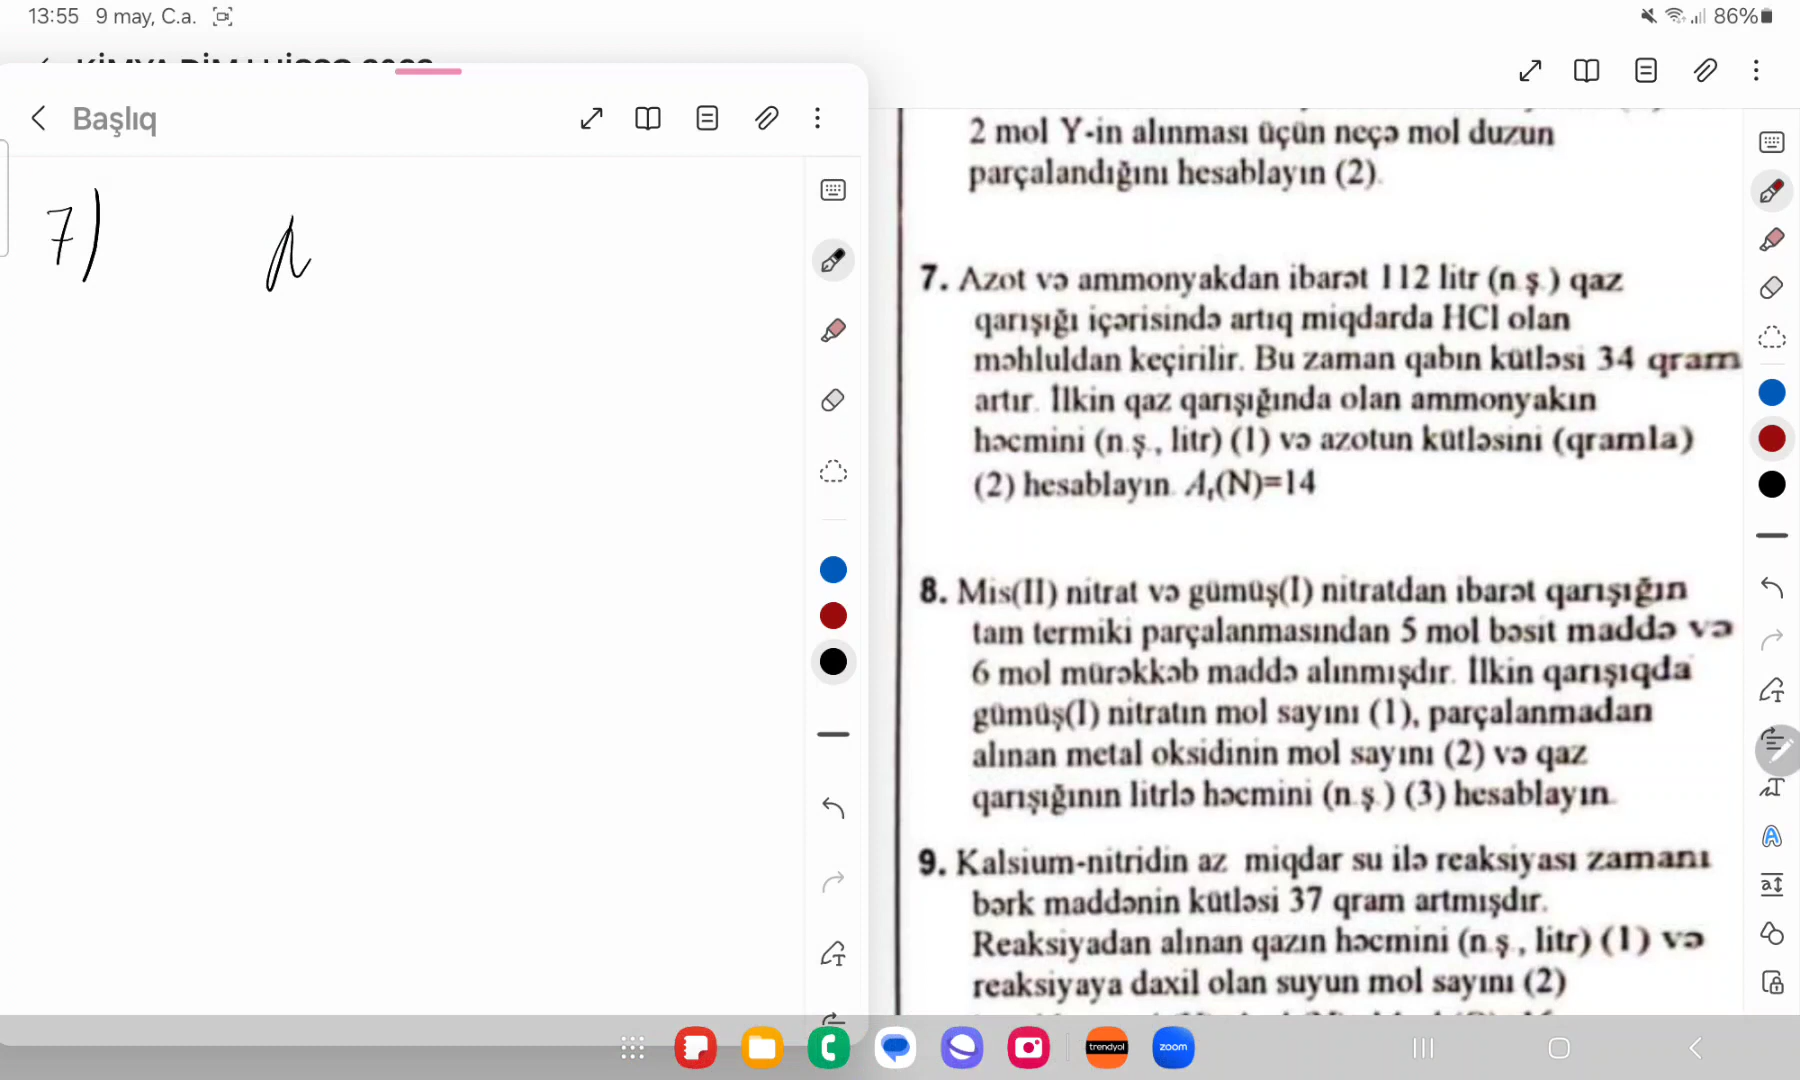 13:55 9 may, C.a. 86%
Başlıq
7)
2 mol Y-in alınması üçün neçə mol duzun
parçalandığını hesablayın (2).
7. Azot və ammonyakdan ibarət 112 litr (n.ş.) qaz
qarışığı içərisində artıq miqdarda HCl olan
məhluldan keçirilir. Bu zaman qabın kütləsi 34 qram
artır. İlkin qaz qarışığında olan ammonyakın
həcmini (n.ş., litr) (1) və azotun kütləsini (qramla)
(2) hesablayın. Ar(N)=14
8. Mis(II) nitrat və gümüş(I) nitratdan ibarət qarışığın
tam termiki parçalanmasından 5 mol bəsit maddə və
6 mol mürəkkəb maddə alınmışdır. İlkin qarışıqda
gümüş(I) nitratın mol sayını (1), parçalanmadan
alınan metal oksidinin mol sayını (2) və qaz
qarışığının litrlə həcmini (n.ş.) (3) hesablayın.
9. Kalsium-nitridin az miqdar su ilə reaksiyası zamanı
bərk maddənin kütləsi 37 qram artmışdır.
Reaksiyadan alınan qazın həcmini (n.ş., litr) (1) və
reaksiyaya daxil olan suyun mol sayını (2)
trendyol
zoom